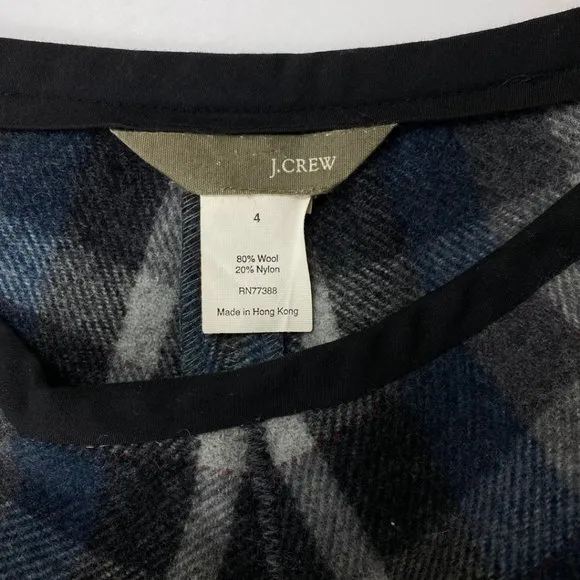 J.CREW
4
80% Wool
20% Nylon
RN77388
Made in Hong Kong